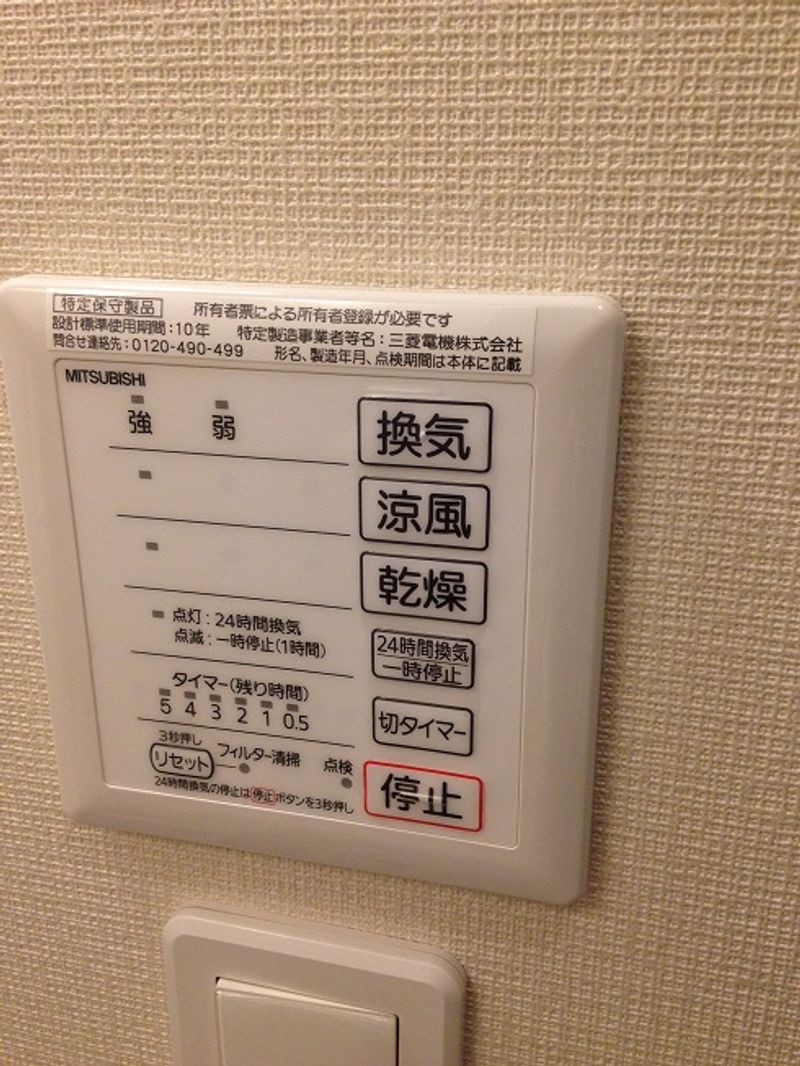 特定保守製品 所有者票による所有者登録が必要です
設計標準使用期間:10年 特定製造事業者等名:三菱電機株式会社
問合せ連絡先:0120-490-499 形名、製造年月、点検期間は本体に記載
MITSUBISHI
強 弱 換気
涼風
乾燥
点灯:24時間換気
点滅:一時停止(1時間)
24時間換気
一時停止
タイマー(残り時間)
5 4 3 2 1 0.5
切タイマー
3秒押し
リセット フィルター清掃 点検
24時間換気の停止は停止ボタンを3秒押し
停止